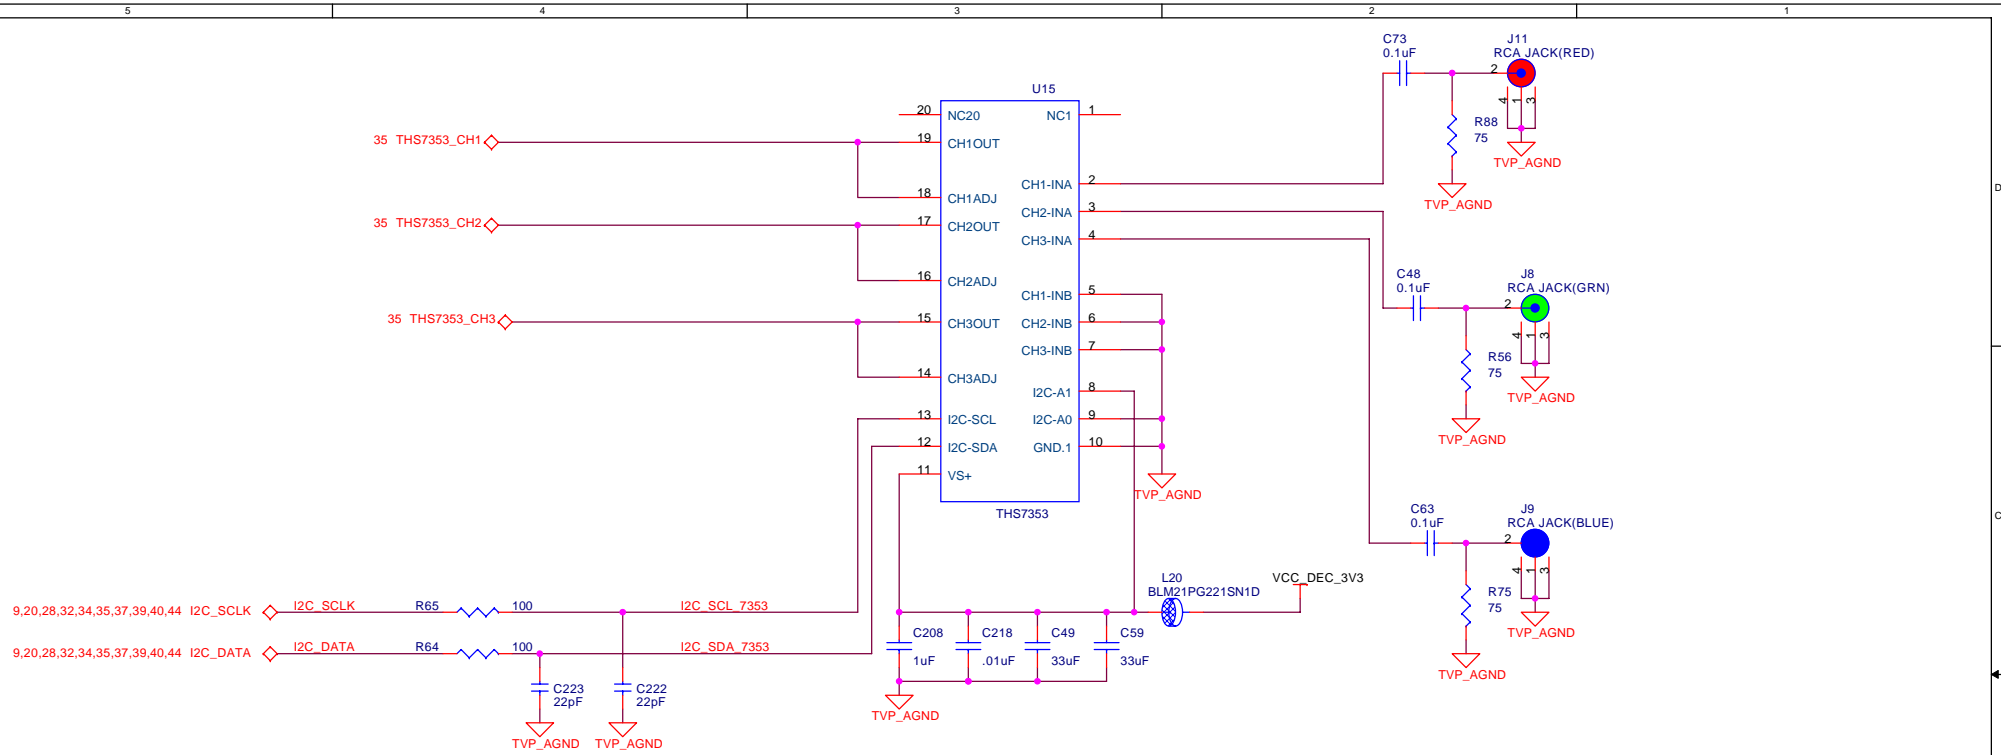 5 4 3 2 1
C73
0.1uF
J11
RCA JACK(RED)
2
4 1 3
R88
75
TVP_AGND
TVP_AGND
D
U15
20 NC20 NC1 1
35 THS7353_CH1 19 CH1OUT
CH1-INA 2
18 CH1ADJ
35 THS7353_CH2 17 CH2OUT CH2-INA 3
CH3-INA 4
16 CH2ADJ
CH1-INB 5
35 THS7353_CH3 15 CH3OUT CH2-INB 6
CH3-INB 7
14 CH3ADJ
I2C-A1 8
13 I2C-SCL I2C-A0 9
12 I2C-SDA GND.1 10
11 VS+
TVP_AGND
THS7353
C48
0.1uF
J8
RCA JACK(GRN)
2
4 1 3
R56
75
TVP_AGND
TVP_AGND
C63
0.1uF
J9
RCA JACK(BLUE)
2
4 1 3
R75
75
TVP_AGND
TVP_AGND
C
L20
BLM21PG221SN1D
VCC_DEC_3V3
9,20,28,32,34,35,37,39,40,44 I2C_SCLK I2C_SCLK R65 100 I2C_SCL_7353
9,20,28,32,34,35,37,39,40,44 I2C_DATA I2C_DATA R64 100 I2C_SDA_7353
C208
1uF
C218
.01uF
C49
33uF
C59
33uF
TVP_AGND
C223
22pF
C222
22pF
TVP_AGND TVP_AGND